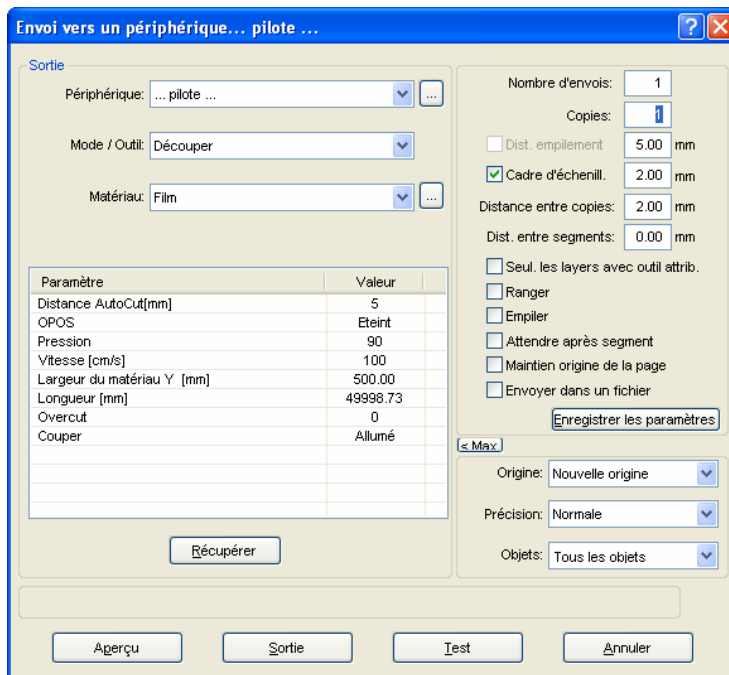 Envoi vers un périphérique... pilote ...
Sortie
Périphérique: ... pilote ... ...
Mode / Outil: Découper
Matériau: Film ...
Paramètre Valeur
Distance AutoCut[mm] 5
OPOS Eteint
Pression 90
Vitesse [cm/s] 100
Largeur du matériau Y [mm] 500.00
Longueur [mm] 49998.73
Overcut 0
Couper Allumé
Récupérer
Nombre d'envois: 1
Copies: 1
Dist. empilement 5.00 mm
Cadre d'échenill. 2.00 mm
Distance entre copies: 2.00 mm
Dist. entre segments: 0.00 mm
Seul. les layers avec outil attrib.
Ranger
Empiler
Attendre après segment
Maintien origine de la page
Envoyer dans un fichier
Enregistrer les paramètres
< Max
Origine: Nouvelle origine
Précision: Normale
Objets: Tous les objets
Aperçu Sortie Test Annuler